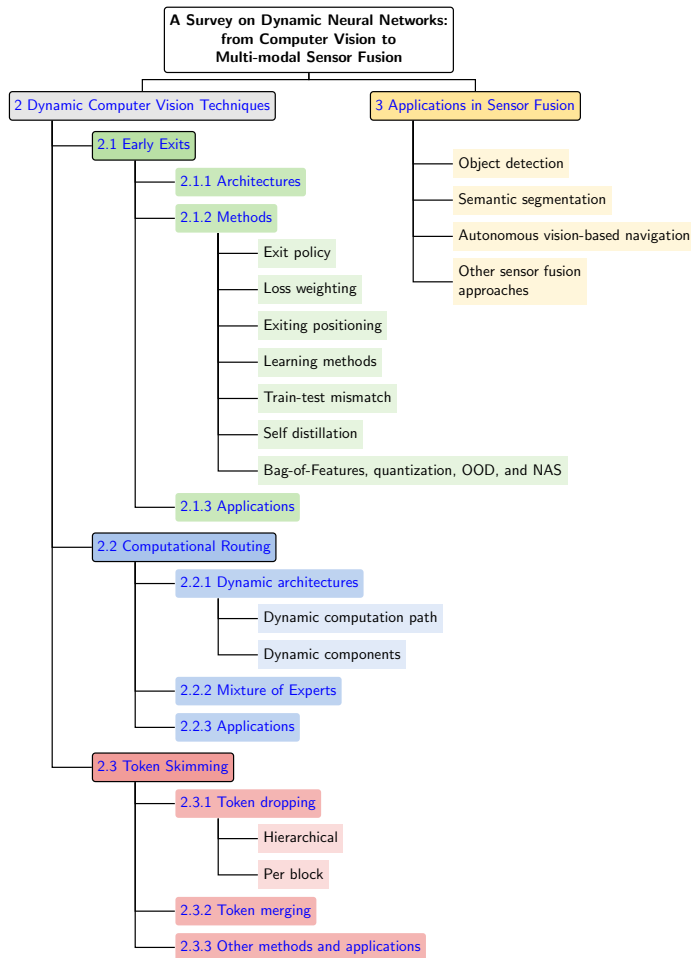 A Survey on Dynamic Neural Networks:
from Computer Vision to
Multi-modal Sensor Fusion
2 Dynamic Computer Vision Techniques
2.1 Early Exits
2.1.1 Architectures
2.1.2 Methods
Exit policy
Loss weighting
Exiting positioning
Learning methods
Train-test mismatch
Self distillation
Bag-of-Features, quantization, OOD, and NAS
2.1.3 Applications
2.2 Computational Routing
2.2.1 Dynamic architectures
Dynamic computation path
Dynamic components
2.2.2 Mixture of Experts
2.2.3 Applications
2.3 Token Skimming
2.3.1 Token dropping
Hierarchical
Per block
2.3.2 Token merging
2.3.3 Other methods and applications
3 Applications in Sensor Fusion
Object detection
Semantic segmentation
Autonomous vision-based navigation
Other sensor fusion
approaches